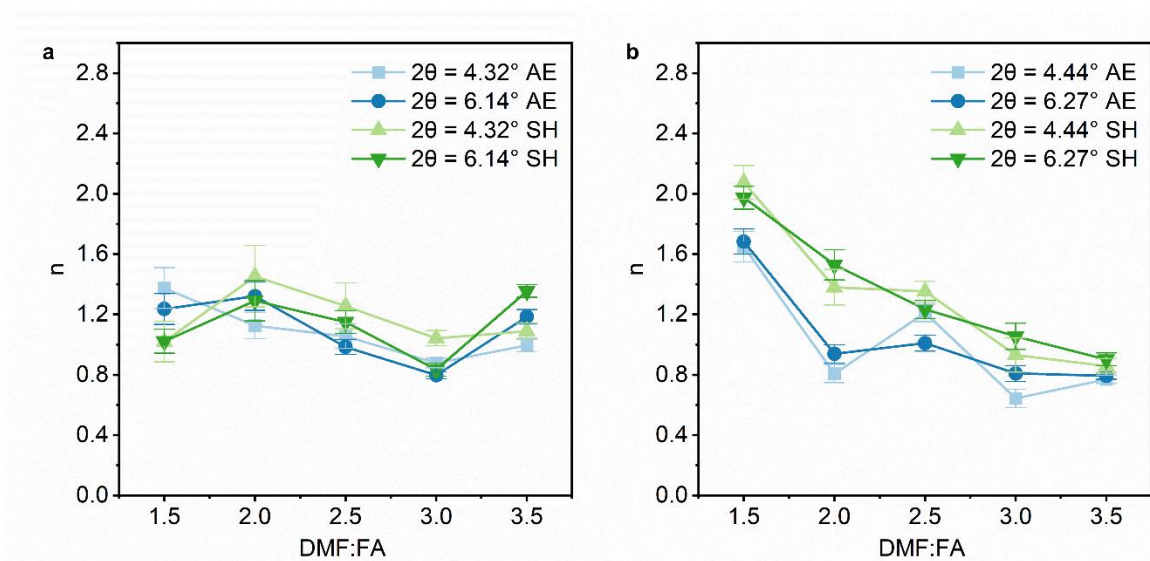 a
2.8
2.4
2.0
1.6
1.2
0.8
0.4
0.0
n
1.5 2.0 2.5 3.0 3.5
DMF:FA
2θ = 4.32° AE
2θ = 6.14° AE
2θ = 4.32° SH
2θ = 6.14° SH
b
2.8
2.4
2.0
1.6
1.2
0.8
0.4
0.0
n
1.5 2.0 2.5 3.0 3.5
DMF:FA
2θ = 4.44° AE
2θ = 6.27° AE
2θ = 4.44° SH
2θ = 6.27° SH